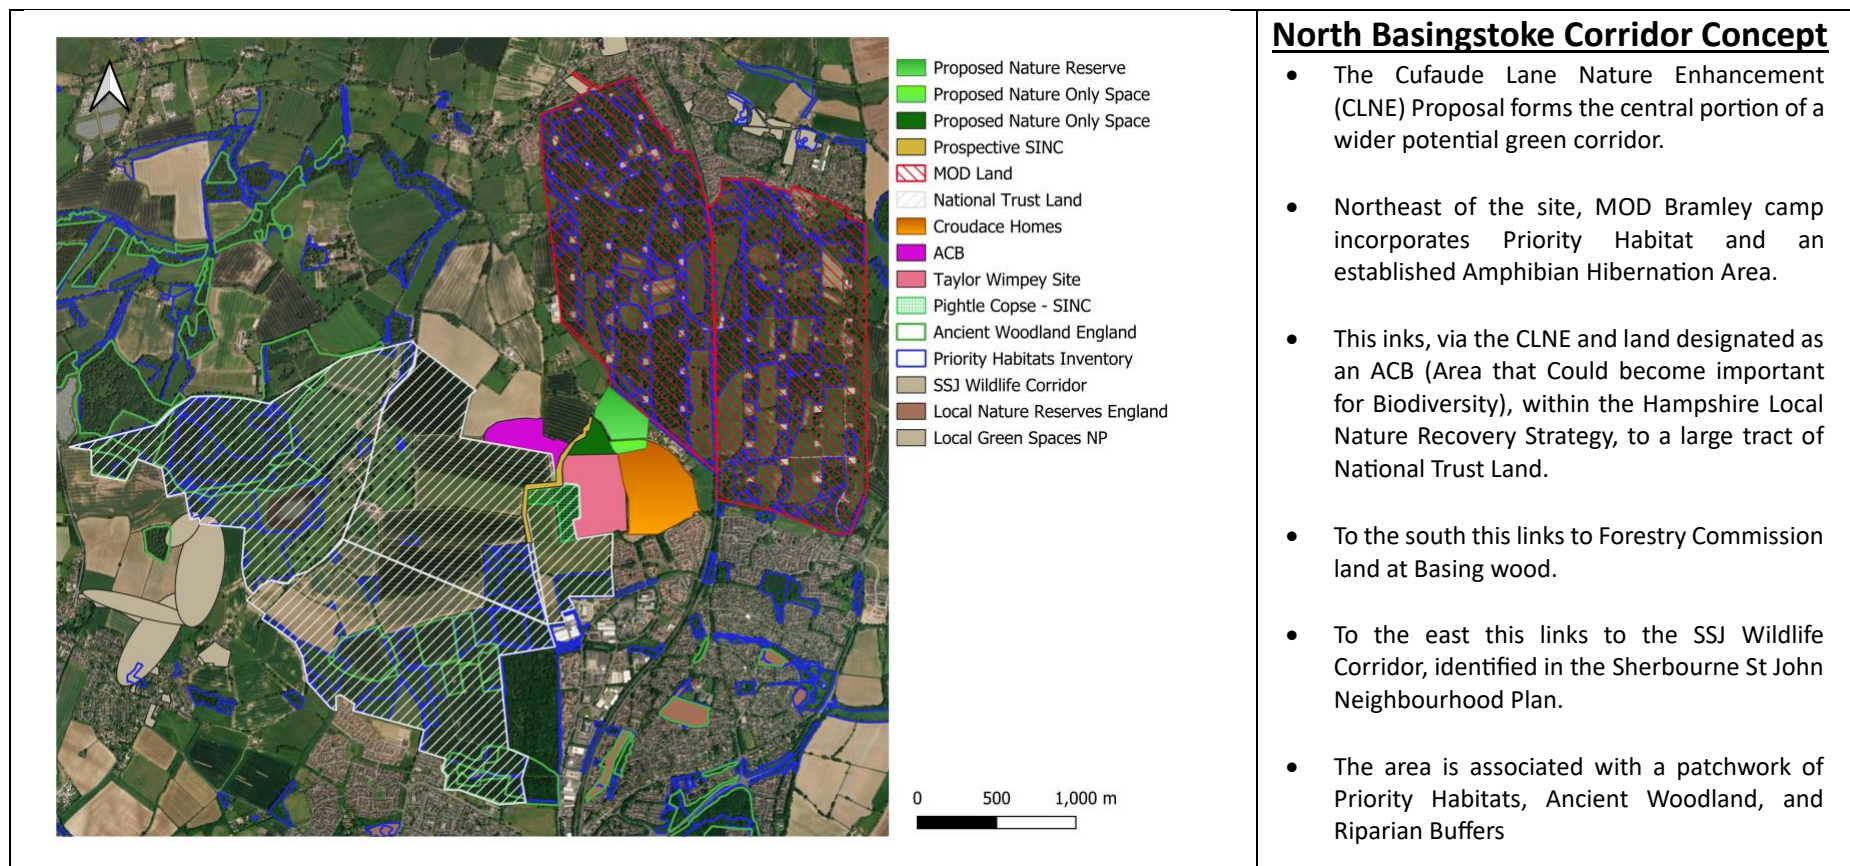 Proposed Nature Reserve
Proposed Nature Only Space
Proposed Nature Only Space
Prospective SINC
MOD Land
National Trust Land
Croudace Homes
ACB
Taylor Wimpey Site
Pightle Copse - SINC
Ancient Woodland England
Priority Habitats Inventory
SSJ Wildlife Corridor
Local Nature Reserves England
Local Green Spaces NP
0 500 1,000 m
North Basingstoke Corridor Concept
• The Cufaude Lane Nature Enhancement
(CLNE) Proposal forms the central portion of a
wider potential green corridor.
• Northeast of the site, MOD Bramley camp
incorporates Priority Habitat and an
established Amphibian Hibernation Area.
• This inks, via the CLNE and land designated as
an ACB (Area that Could become important
for Biodiversity), within the Hampshire Local
Nature Recovery Strategy, to a large tract of
National Trust Land.
• To the south this links to Forestry Commission
land at Basing wood.
• To the east this links to the SSJ Wildlife
Corridor, identified in the Sherbourne St John
Neighbourhood Plan.
• The area is associated with a patchwork of
Priority Habitats, Ancient Woodland, and
Riparian Buffers